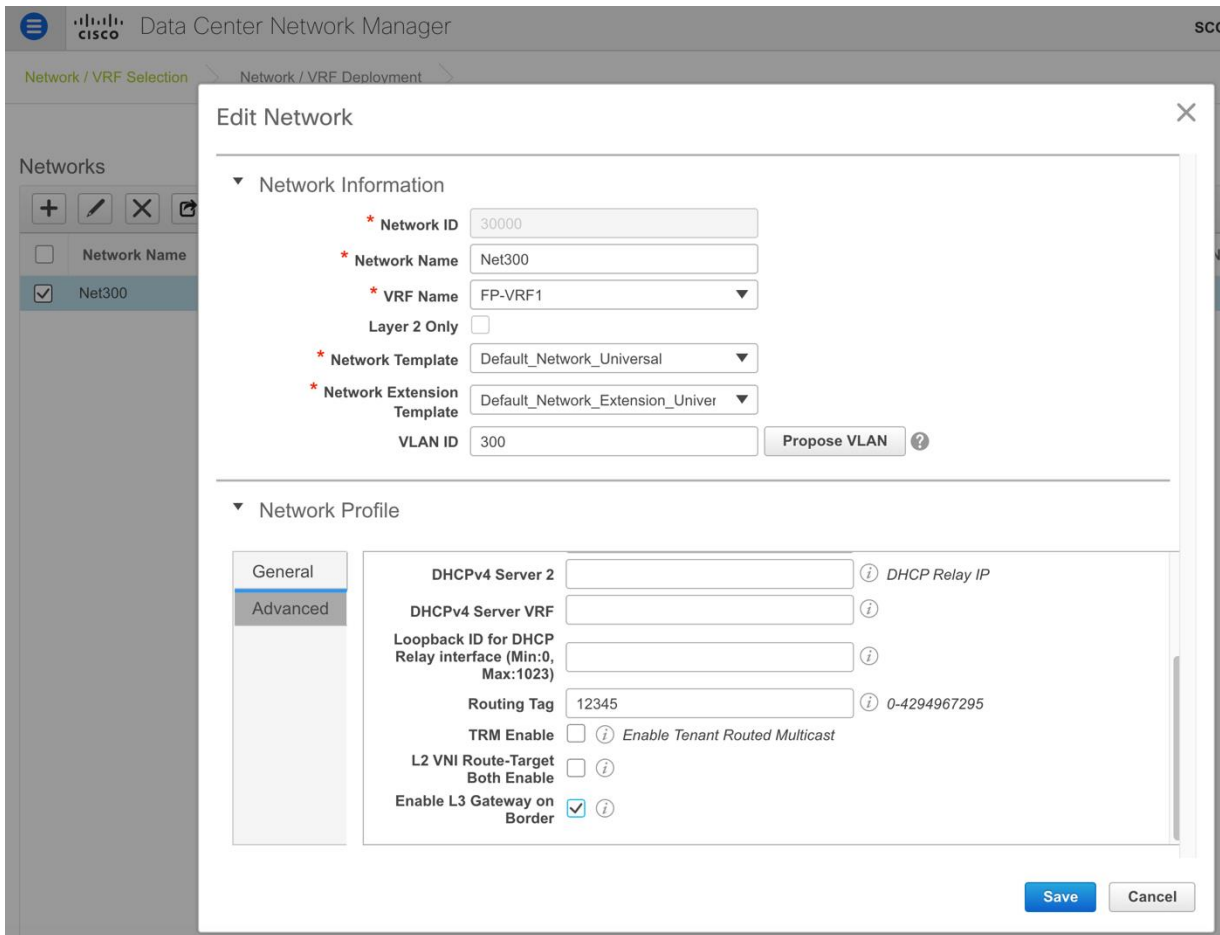 CISCO Data Center Network Manager
Network / VRF Selection
Network / VRF Deployment
Edit Network
Networks
Network Name
Net300
Network Information
* Network ID 30000
* Network Name Net300
* VRF Name FP-VRF1
Layer 2 Only
* Network Template Default_Network_Universal
* Network Extension
Template Default_Network_Extension_Univer
VLAN ID 300 Propose VLAN ?
Network Profile
General
Advanced
DHCPv4 Server 2 i DHCP Relay IP
DHCPv4 Server VRF i
Loopback ID for DHCP
Relay interface (Min:0,
Max:1023) i
Routing Tag 12345 i 0-4294967295
TRM Enable i Enable Tenant Routed Multicast
L2 VNI Route-Target
Both Enable i
Enable L3 Gateway on
Border i
Save Cancel